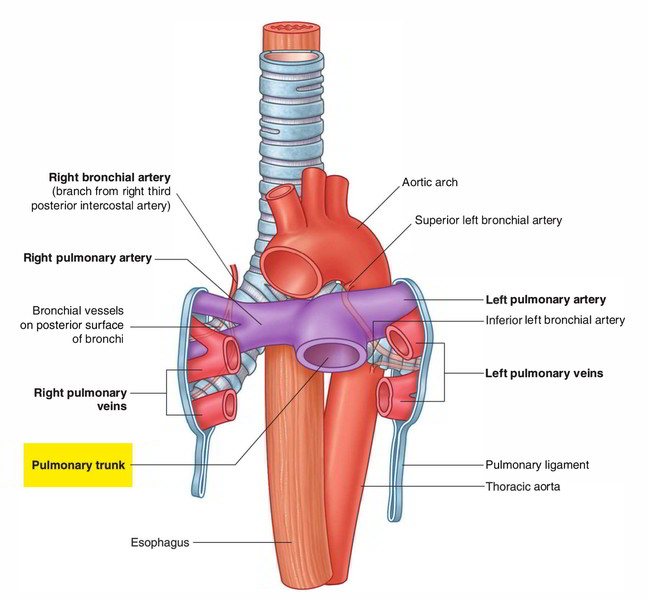 Right bronchial artery
(branch from right third
posterior intercostal artery)
Aortic arch
Superior left bronchial artery
Right pulmonary artery
Left pulmonary artery
Bronchial vessels
on posterior surface
of bronchi
Inferior left bronchial artery
Left pulmonary veins
Right pulmonary
veins
Pulmonary trunk
Pulmonary ligament
Thoracic aorta
Esophagus